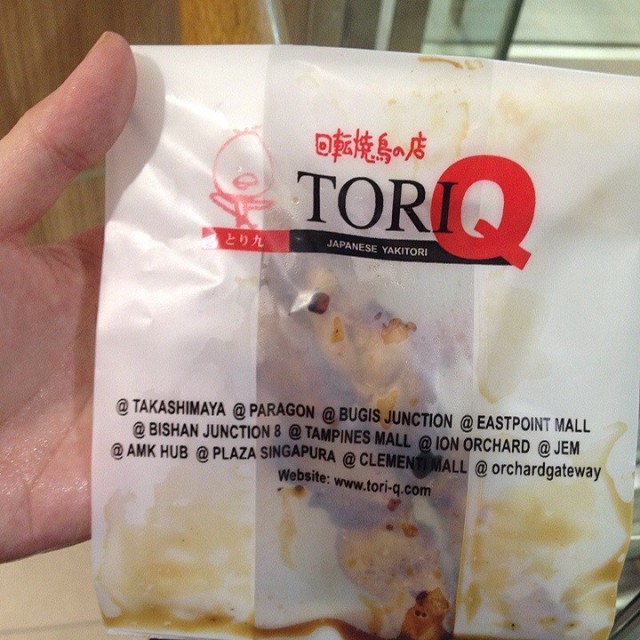 回転焼鳥の店
TORIQ
とり九 JAPANESE YAKITORI
@ TAKASHIMAYA @ PARAGON @ BUGIS JUNCTION @ EASTPOINT MALL
@ BISHAN JUNCTION 8 @ TAMPINES MALL @ ION ORCHARD @ JEM
@ AMK HUB @ PLAZA SINGAPURA @ CLEMENTI MALL @ orchardgateway
Website: www.tori-q.com